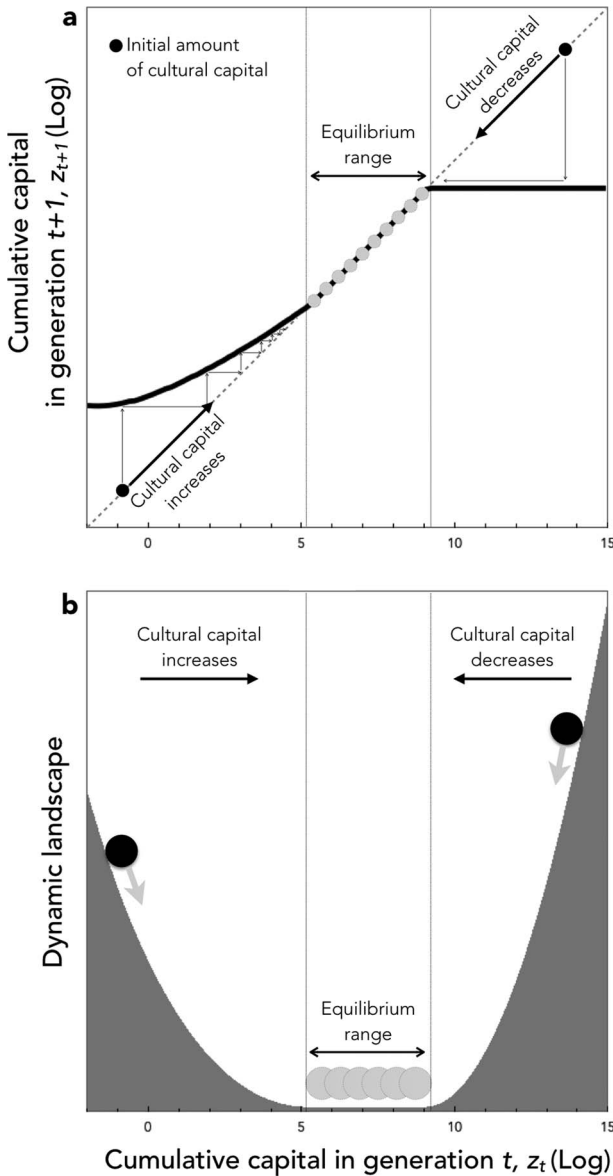 a
Initial amount
of cultural capital
Cultural capital
decreases
Equilibrium
range
Cumulative capital
in generation t+1, zt+1 (Log)
Cultural capital
increases
0
5
10
15
b
Cultural capital
increases
Cultural capital
decreases
Dynamic landscape
Equilibrium
range
0
5
10
15
Cumulative capital in generation t, zt (Log)